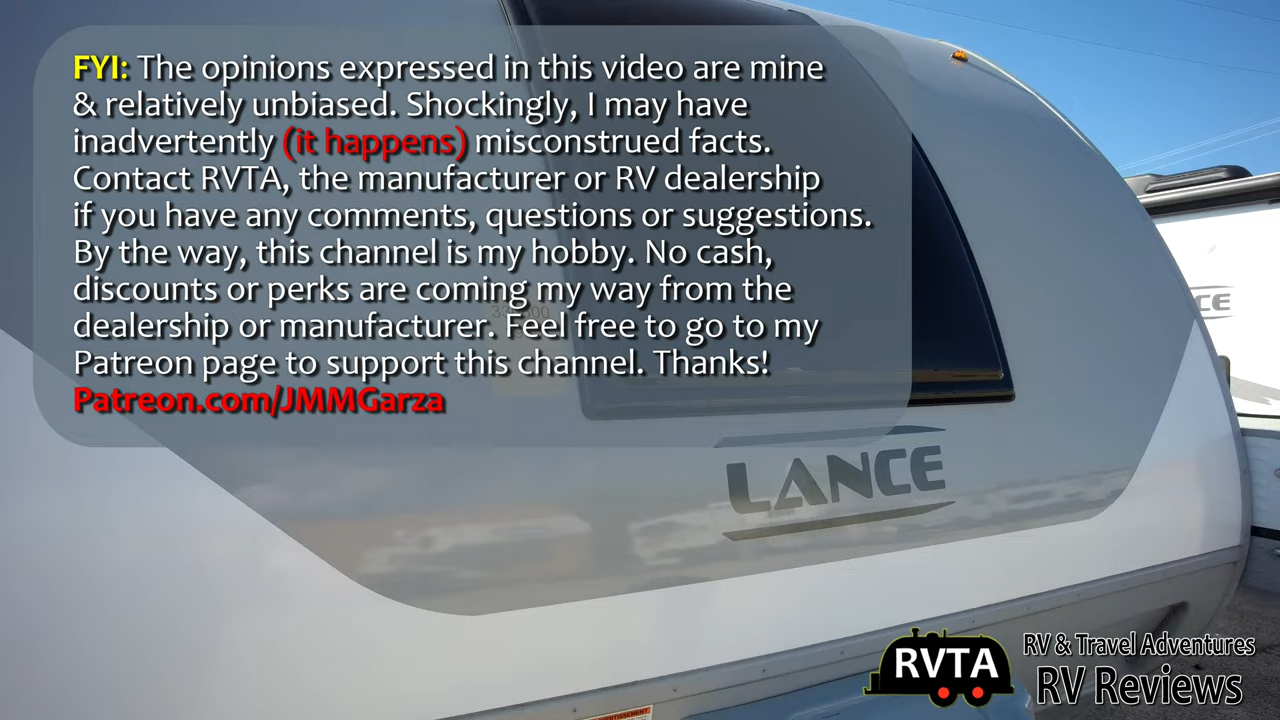 FYI: The opinions expressed in this video are mine
& relatively unbiased. Shockingly, I may have
inadvertently (it happens) misconstrued facts.
Contact RVTA, the manufacturer or RV dealership
if you have any comments, questions or suggestions.
By the way, this channel is my hobby. No cash,
discounts or perks are coming my way from the
dealership or manufacturer. Feel free to go to my
Patreon page to support this channel. Thanks!
Patreon.com/JMMGarza
LANCE
RVTA
RV & Travel Adventures
RV Reviews